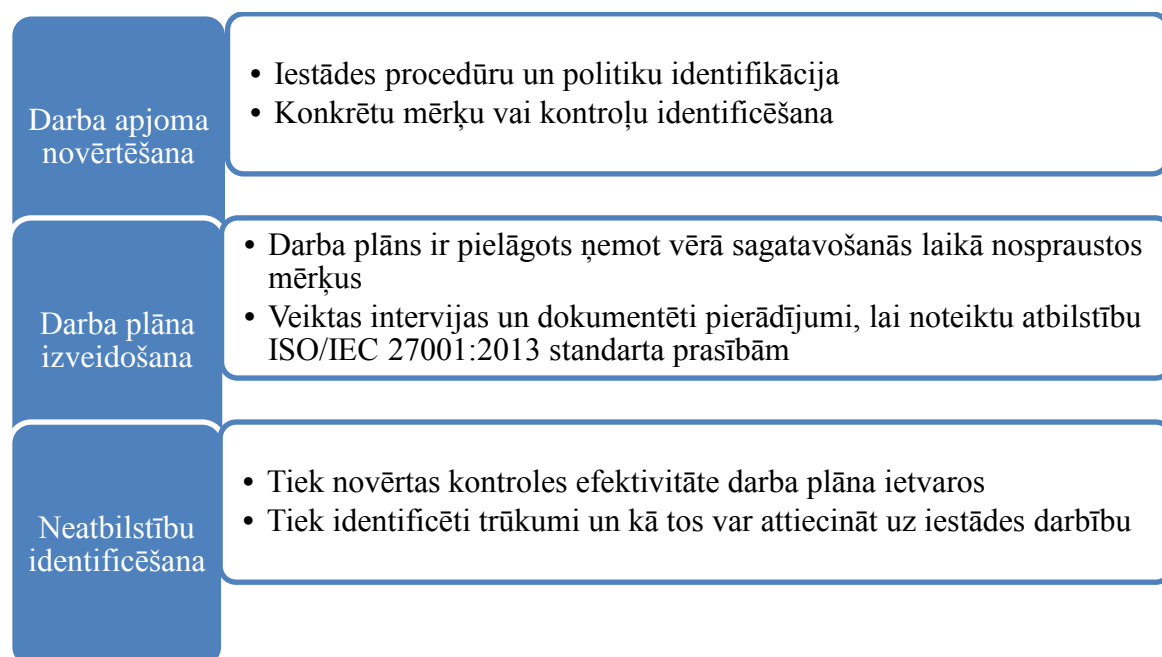 Darba apjoma
novērtēšana
• Iestādes procedūru un politiku identifikācija
• Konkrētu mērķu vai kontroļu identificēšana
Darba plāna
izveidošana
• Darba plāns ir pielāgots ņemot vērā sagatavošanās laikā nospraustos
mērķus
• Veiktas intervijas un dokumentēti pierādījumi, lai noteiktu atbilstību
ISO/IEC 27001:2013 standarta prasībām
Neatbilstību
identificēšana
• Tiek novērtas kontroles efektivitāte darba plāna ietvaros
• Tiek identificēti trūkumi un kā tos var attiecināt uz iestādes darbību